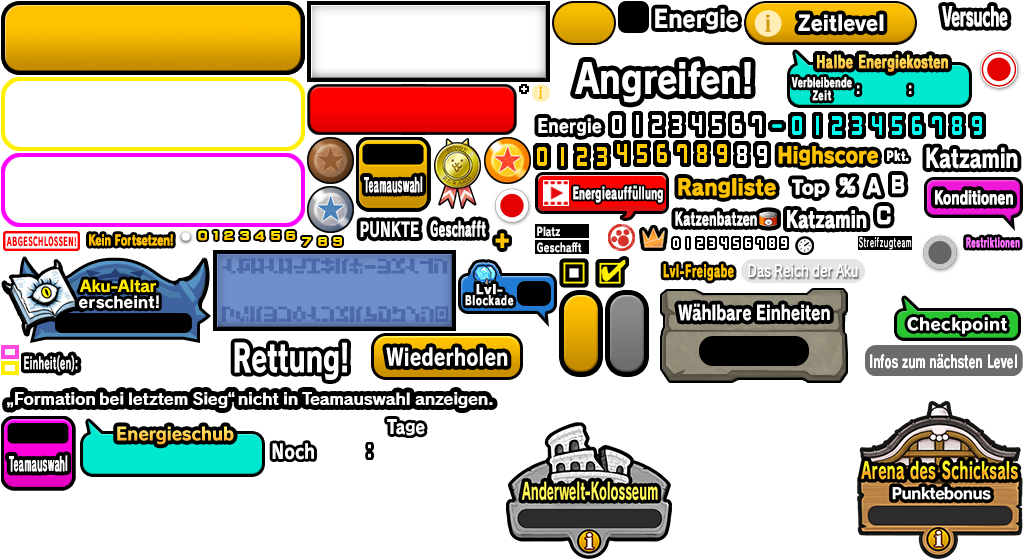 Energie
Zeitlevel
Versuche
Angreifen!
Halbe Energiekosten
Verbleibende
Zeit
:
:
Energie
01234567-0123456789
012345678989
Highscore
Pkt.
Katzamin
Teamauswahl
Energieauffüllung
Rangliste
Top
%
A
B
Konditionen
Katzenbatzen
Katzamin
C
PUNKTE
Geschafft
ABGESCHLOSSEN!
Kein Fortsetzen!
0123456
789
Platz
Geschafft
0123456789
Streifzugteam
Restriktionen
Aku-Altar
erscheint!
Lvl-
Blockade
Lvl-Freigabe
Das Reich der Aku
Wählbare Einheiten
Checkpoint
Einheit(en):
Rettung!
Wiederholen
Infos zum nächsten Level
„Formation bei letztem Sieg“ nicht in Teamauswahl anzeigen.
Teamauswahl
Energieschub
Noch
:
Tage
Anderwelt-Kolosseum
Arena des Schicksals
Punktebonus